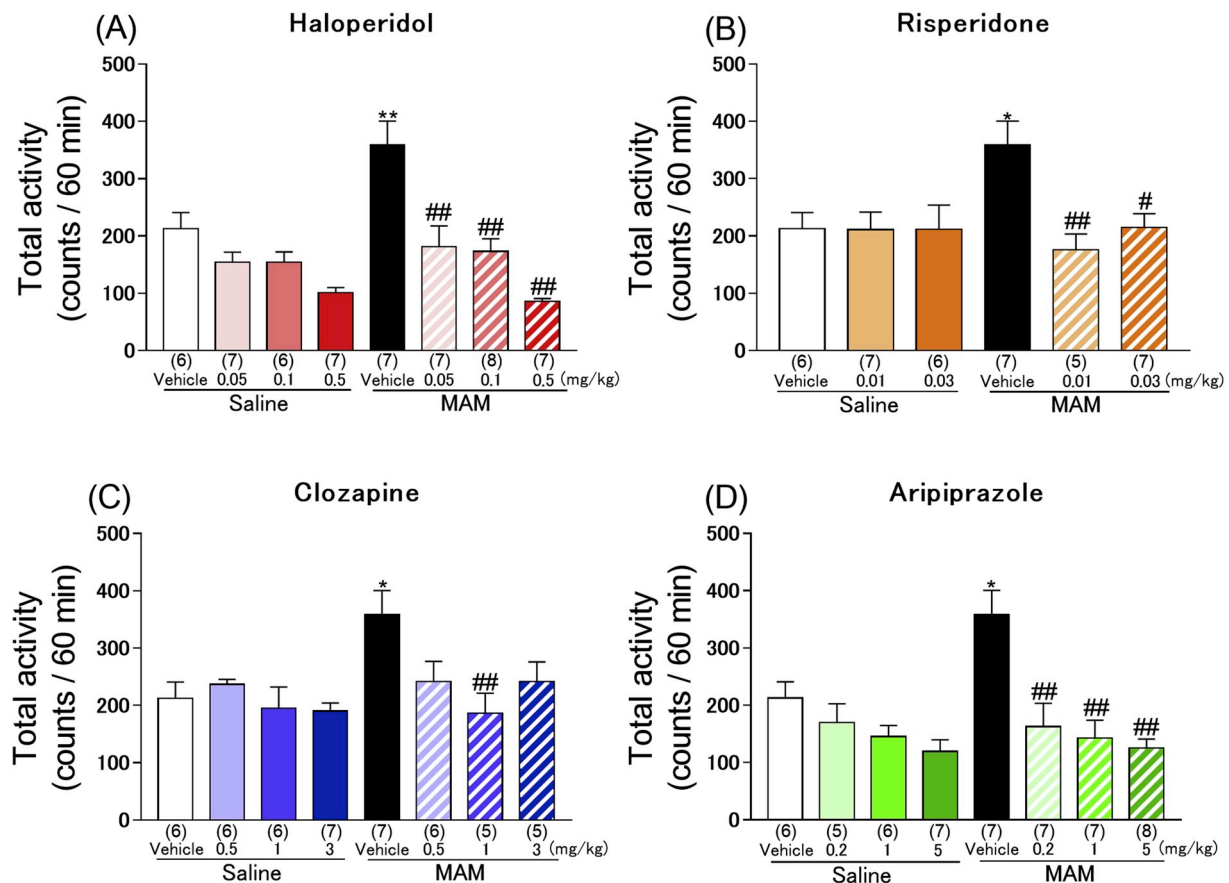 (A)
Haloperidol
Total activity
(counts / 60 min)
500
400
300
200
100
0
**
##
##
##
(6) (7) (6) (7) (7) (7) (8) (7)
Vehicle 0.05 0.1 0.5 Vehicle 0.05 0.1 0.5 (mg/kg)
Saline MAM
(B)
Risperidone
Total activity
(counts / 60 min)
500
400
300
200
100
0
*
##
#
(6) (7) (6) (7) (5) (7)
Vehicle 0.01 0.03 Vehicle 0.01 0.03 (mg/kg)
Saline MAM
(C)
Clozapine
Total activity
(counts / 60 min)
500
400
300
200
100
0
*
##
(6) (6) (6) (7) (7) (6) (5) (5)
Vehicle 0.5 1 3 Vehicle 0.5 1 3 (mg/kg)
Saline MAM
(D)
Aripiprazole
Total activity
(counts / 60 min)
500
400
300
200
100
0
*
##
##
##
(6) (5) (6) (7) (7) (7) (7) (8)
Vehicle 0.2 1 5 Vehicle 0.2 1 5 (mg/kg)
Saline MAM